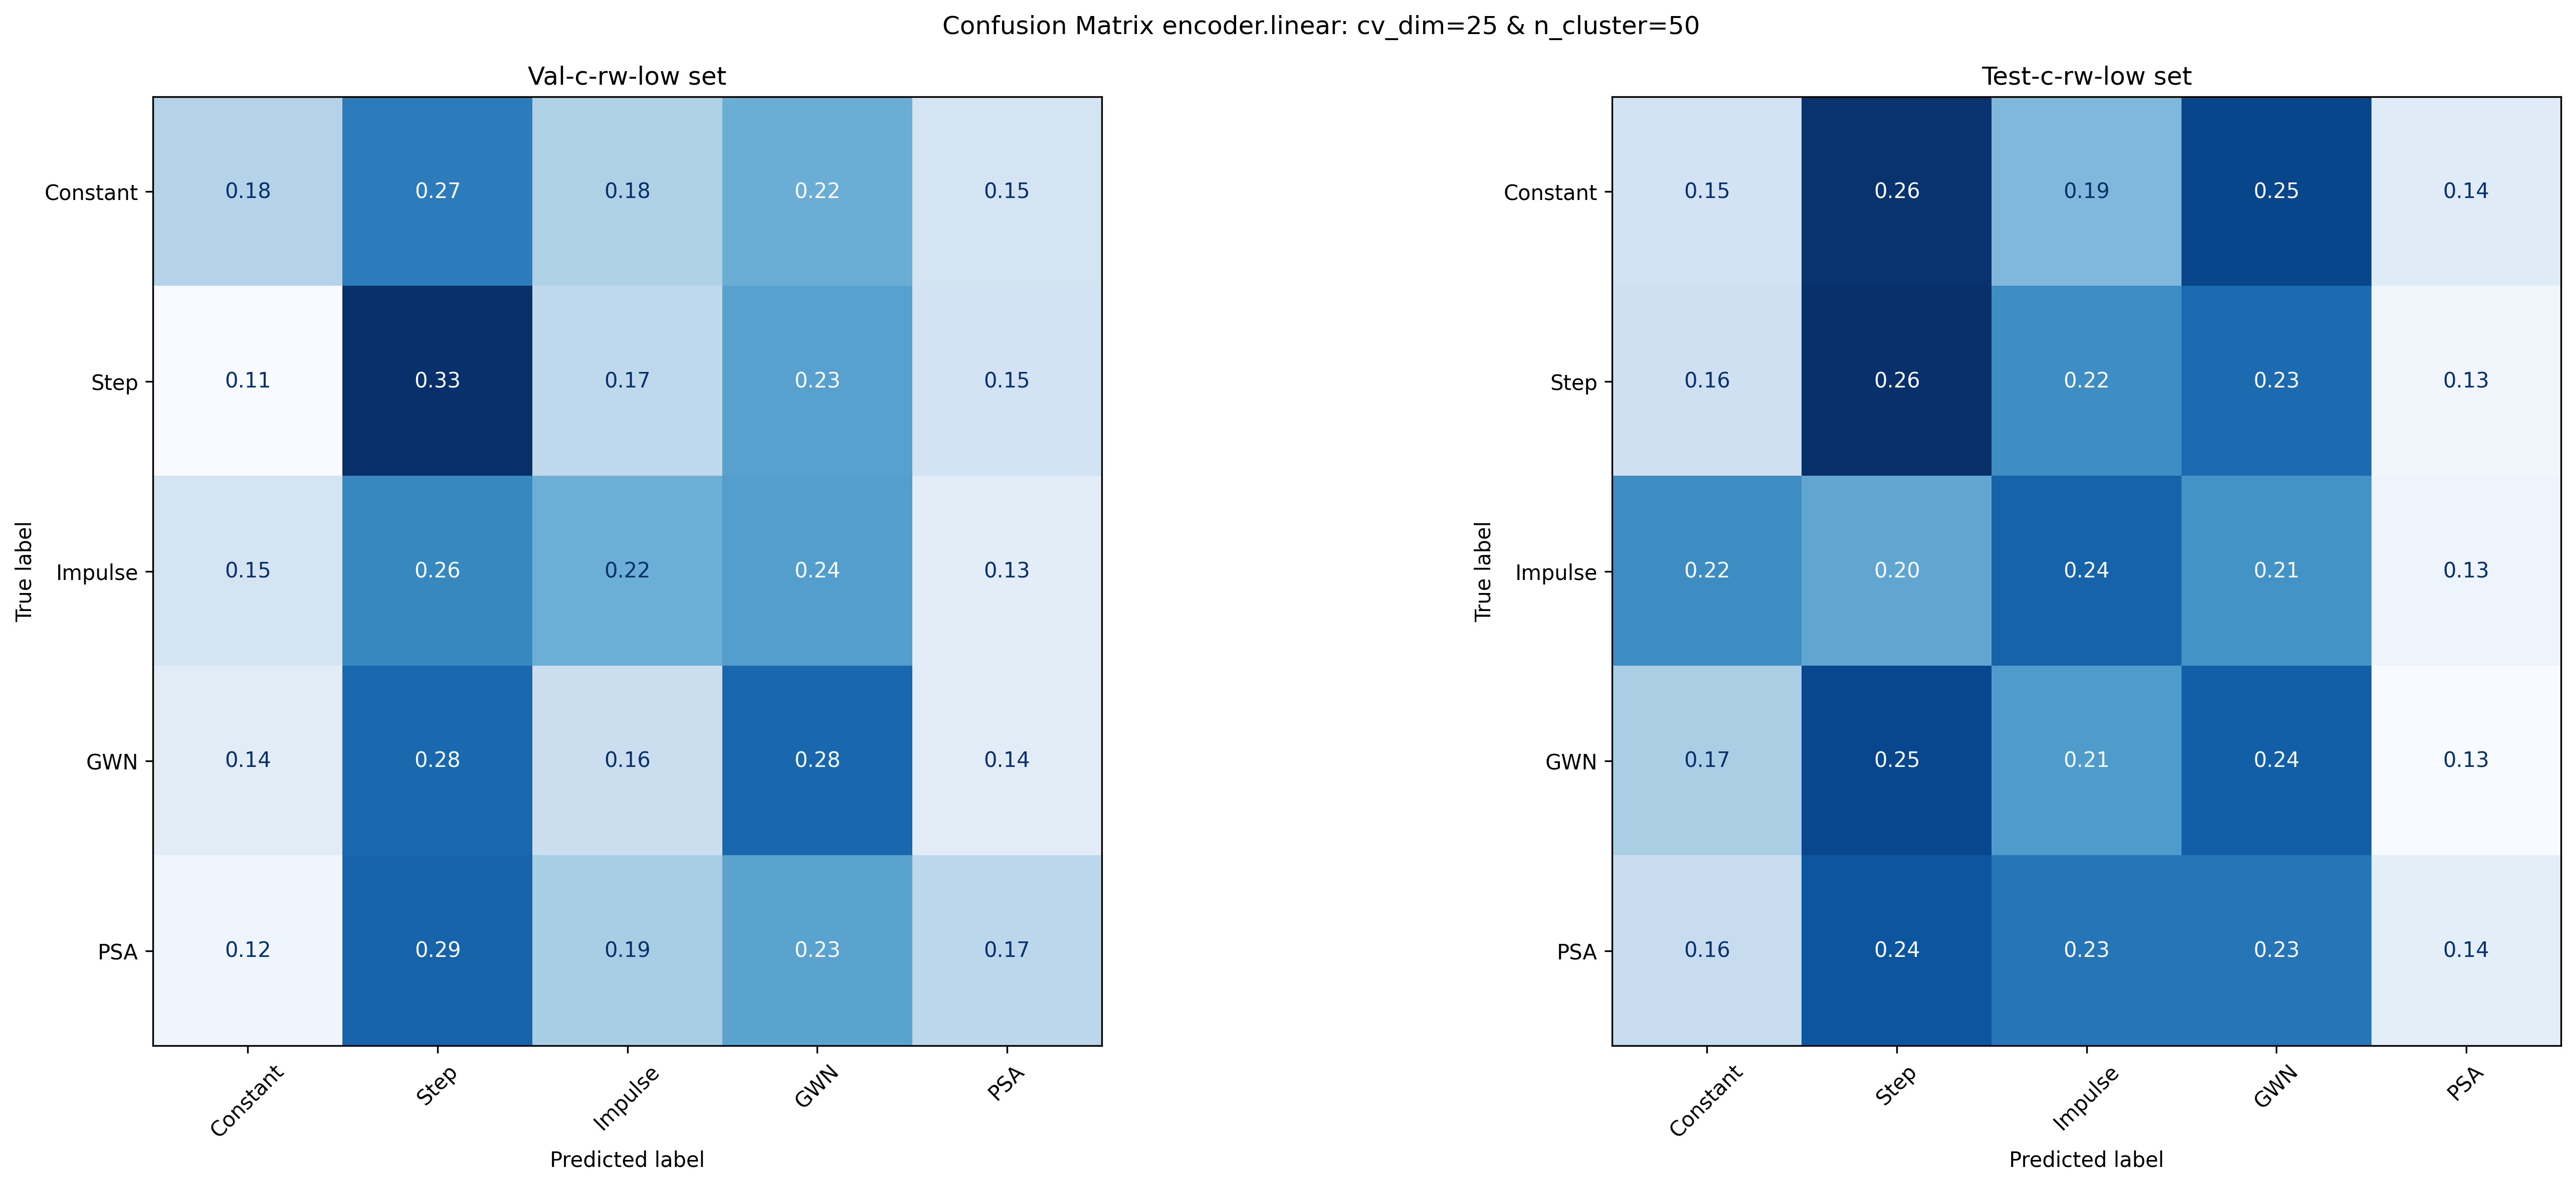 Confusion Matrix encoder.linear: cv_dim=25 & n_cluster=50
Val-c-rw-low set
True label
Constant 0.18 0.27 0.18 0.22 0.15
Step 0.11 0.33 0.17 0.23 0.15
Impulse 0.15 0.26 0.22 0.24 0.13
GWN 0.14 0.28 0.16 0.28 0.14
PSA 0.12 0.29 0.19 0.23 0.17
Constant Step Impulse GWN PSA
Predicted label
Test-c-rw-low set
True label
Constant 0.15 0.26 0.19 0.25 0.14
Step 0.16 0.26 0.22 0.23 0.13
Impulse 0.22 0.20 0.24 0.21 0.13
GWN 0.17 0.25 0.21 0.24 0.13
PSA 0.16 0.24 0.23 0.23 0.14
Constant Step Impulse GWN PSA
Predicted label